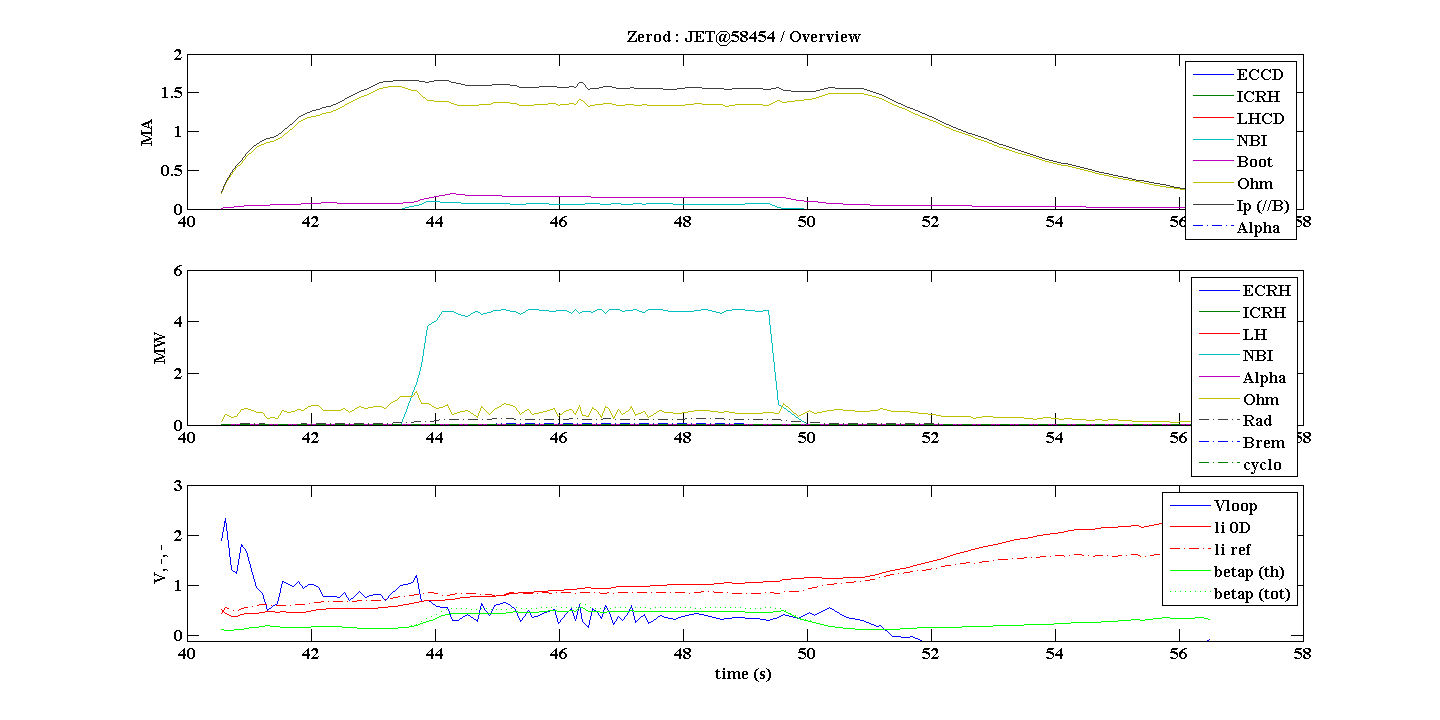 Zerod : JET@58454 / Overview
2
1.5
1
0.5
0
MA
40
42
44
46
48
50
52
54
56
58
ECCD
ICRH
LHCD
NBI
Boot
Ohm
Ip (//B)
Alpha
6
4
2
0
MW
40
42
44
46
48
50
52
54
56
58
ECRH
ICRH
LH
NBI
Alpha
Ohm
Rad
Brem
cyclo
3
2
1
0
V, -, -
40
42
44
46
48
50
52
54
56
58
Vloop
li 0D
li ref
betap (th)
betap (tot)
time (s)